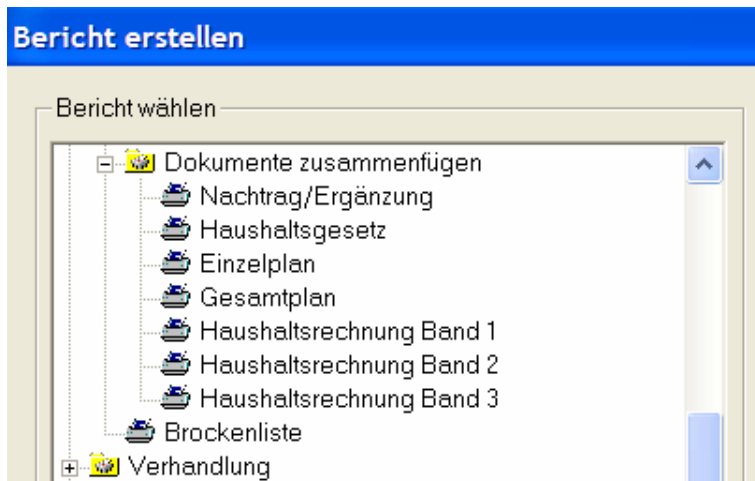 Bericht erstellen
Bericht wählen
Dokumente zusammenfügen
Nachtrag/Ergänzung
Haushaltsgesetz
Einzelplan
Gesamtplan
Haushaltsrechnung Band 1
Haushaltsrechnung Band 2
Haushaltsrechnung Band 3
Brockenliste
Verhandlung